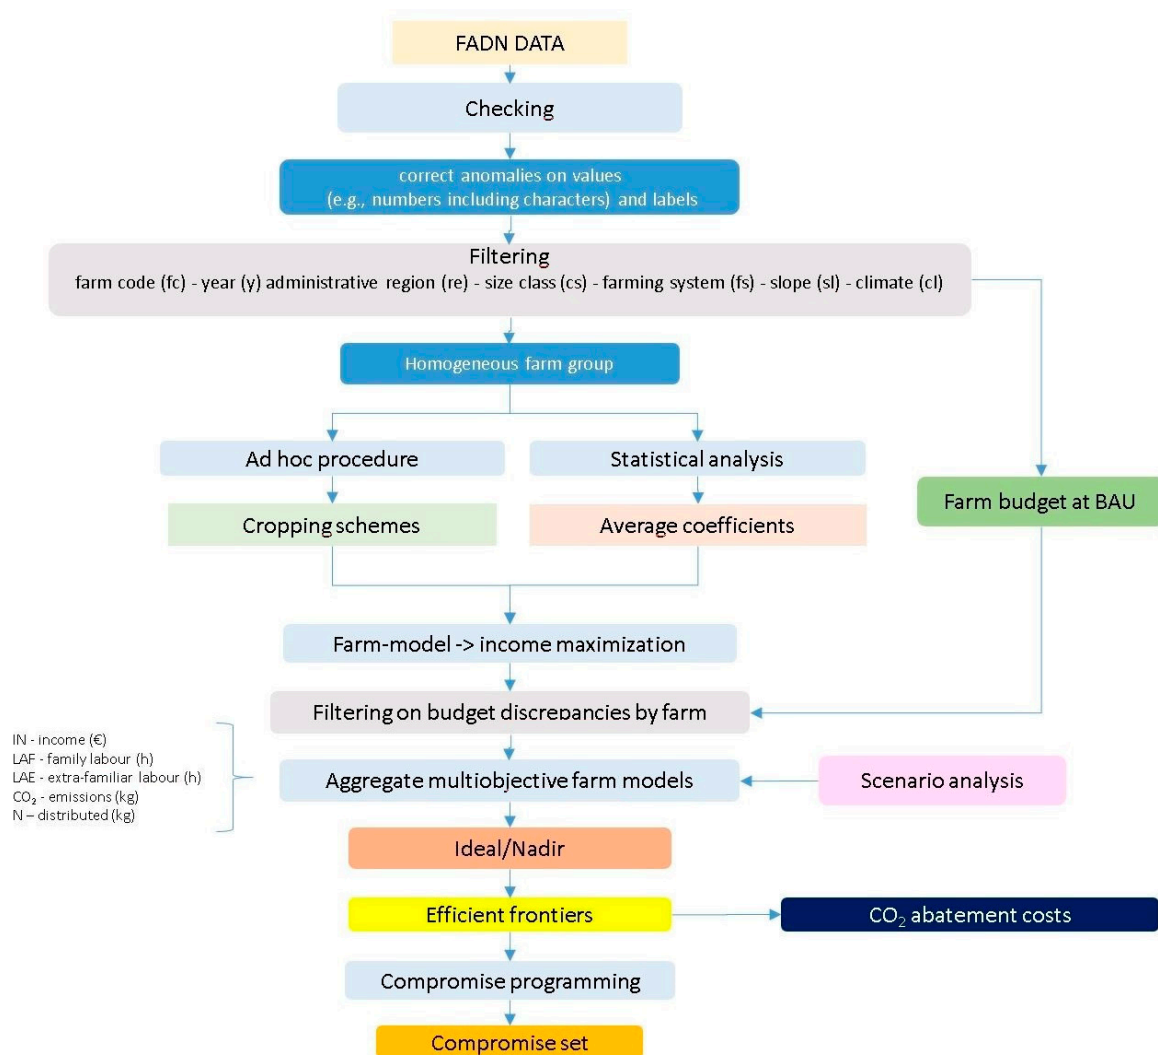 FADN DATA
Checking
correct anomalies on values
(e.g., numbers including characters) and labels
Filtering
farm code (fc) - year (y) administrative region (re) - size class (cs) - farming system (fs) - slope (sl) - climate (cl)
Homogeneous farm group
Ad hoc procedure
Statistical analysis
Cropping schemes
Average coefficients
Farm budget at BAU
Farm-model -> income maximization
Filtering on budget discrepancies by farm
IN - income (€)
LAF - family labour (h)
LAE - extra-familiar labour (h)
CO₂ - emissions (kg)
N – distributed (kg)
Aggregate multiobjective farm models
Scenario analysis
Ideal/Nadir
Efficient frontiers
CO₂ abatement costs
Compromise programming
Compromise set